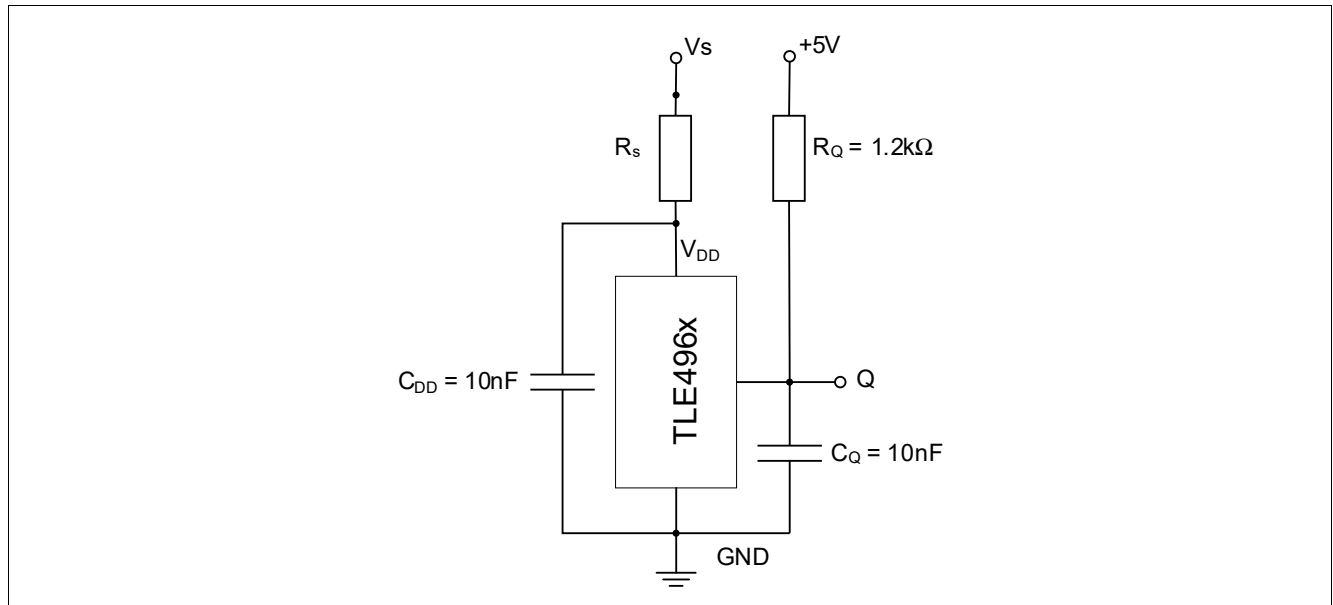 Vs
+5V
Rs
RQ = 1.2kΩ
VDD
TLE496x
CDD = 10nF
Q
CQ = 10nF
GND